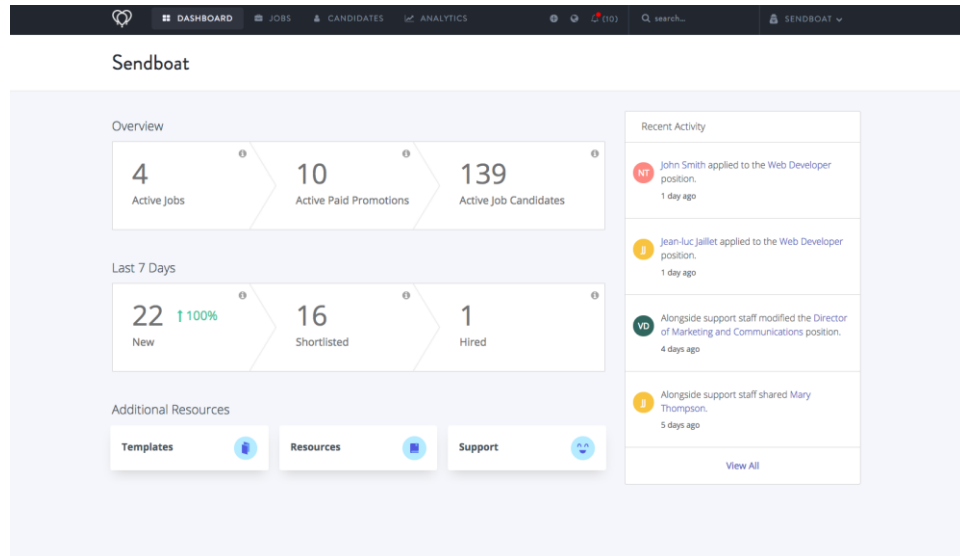 DASHBOARD JOBS CANDIDATES ANALYTICS (10) search... SENDBOAT
Sendboat
Overview
4
Active Jobs
10
Active Paid Promotions
139
Active Job Candidates
Last 7 Days
22 ↑100%
New
16
Shortlisted
1
Hired
Additional Resources
Templates
Resources
Support
Recent Activity
NT
John Smith applied to the Web Developer
position.
1 day ago
JJ
Jean-luc Jaillet applied to the Web Developer
position.
1 day ago
VD
Alongside support staff modified the Director
of Marketing and Communications position.
4 days ago
JJ
Alongside support staff shared Mary
Thompson.
5 days ago
View All